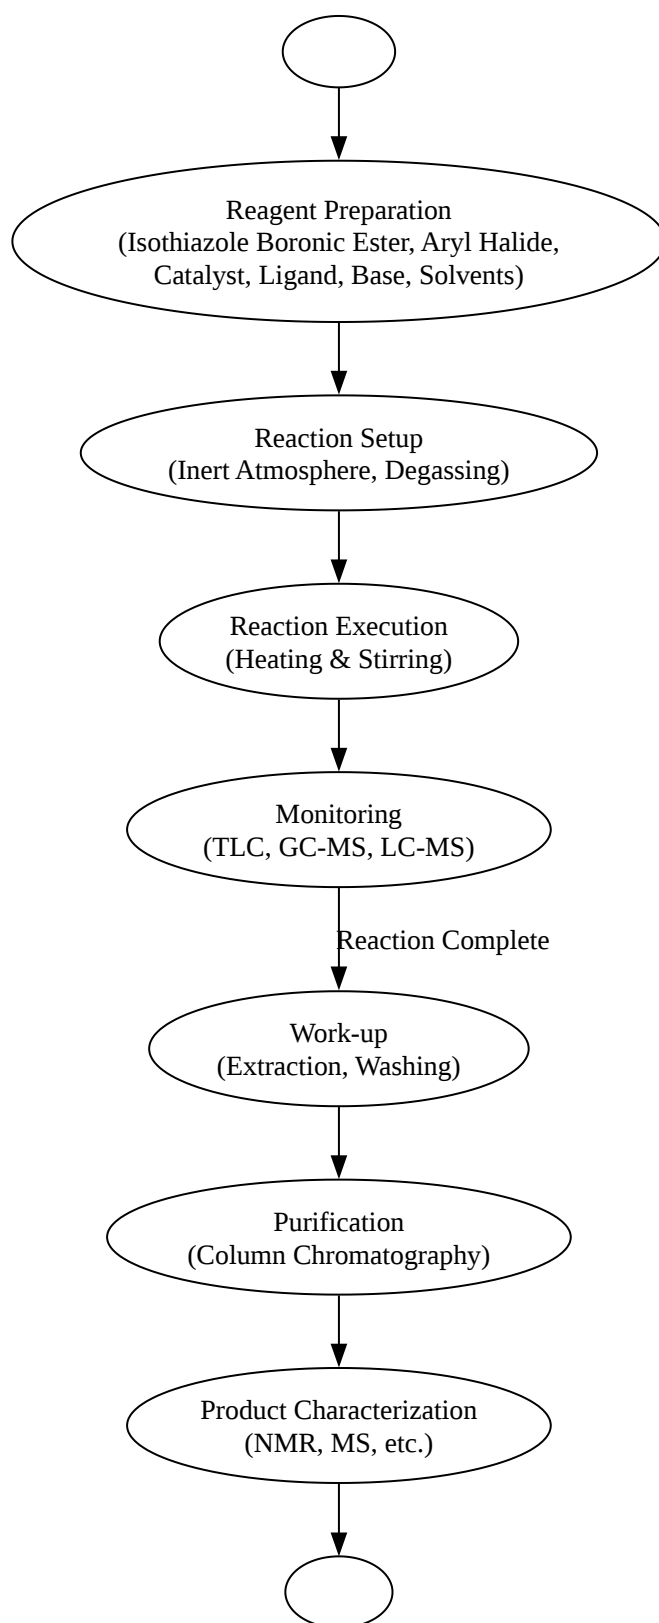 Reagent Preparation
(Isothiazole Boronic Ester, Aryl Halide,
Catalyst, Ligand, Base, Solvents)
Reaction Setup
(Inert Atmosphere, Degassing)
Reaction Execution
(Heating & Stirring)
Monitoring
(TLC, GC-MS, LC-MS)
Reaction Complete
Work-up
(Extraction, Washing)
Purification
(Column Chromatography)
Product Characterization
(NMR, MS, etc.)